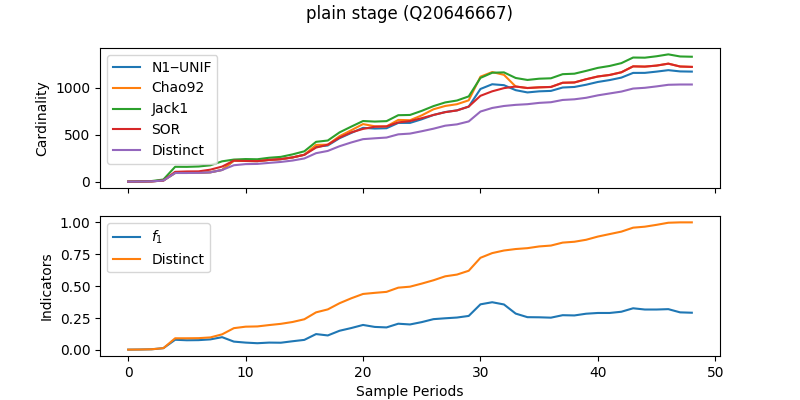 plain stage (Q20646667)
Cardinality
1000
500
0
N1−UNIF
Chao92
Jack1
SOR
Distinct
Indicators
1.00
0.75
0.50
0.25
0.00
f1
Distinct
0 10 20 30 40 50
Sample Periods